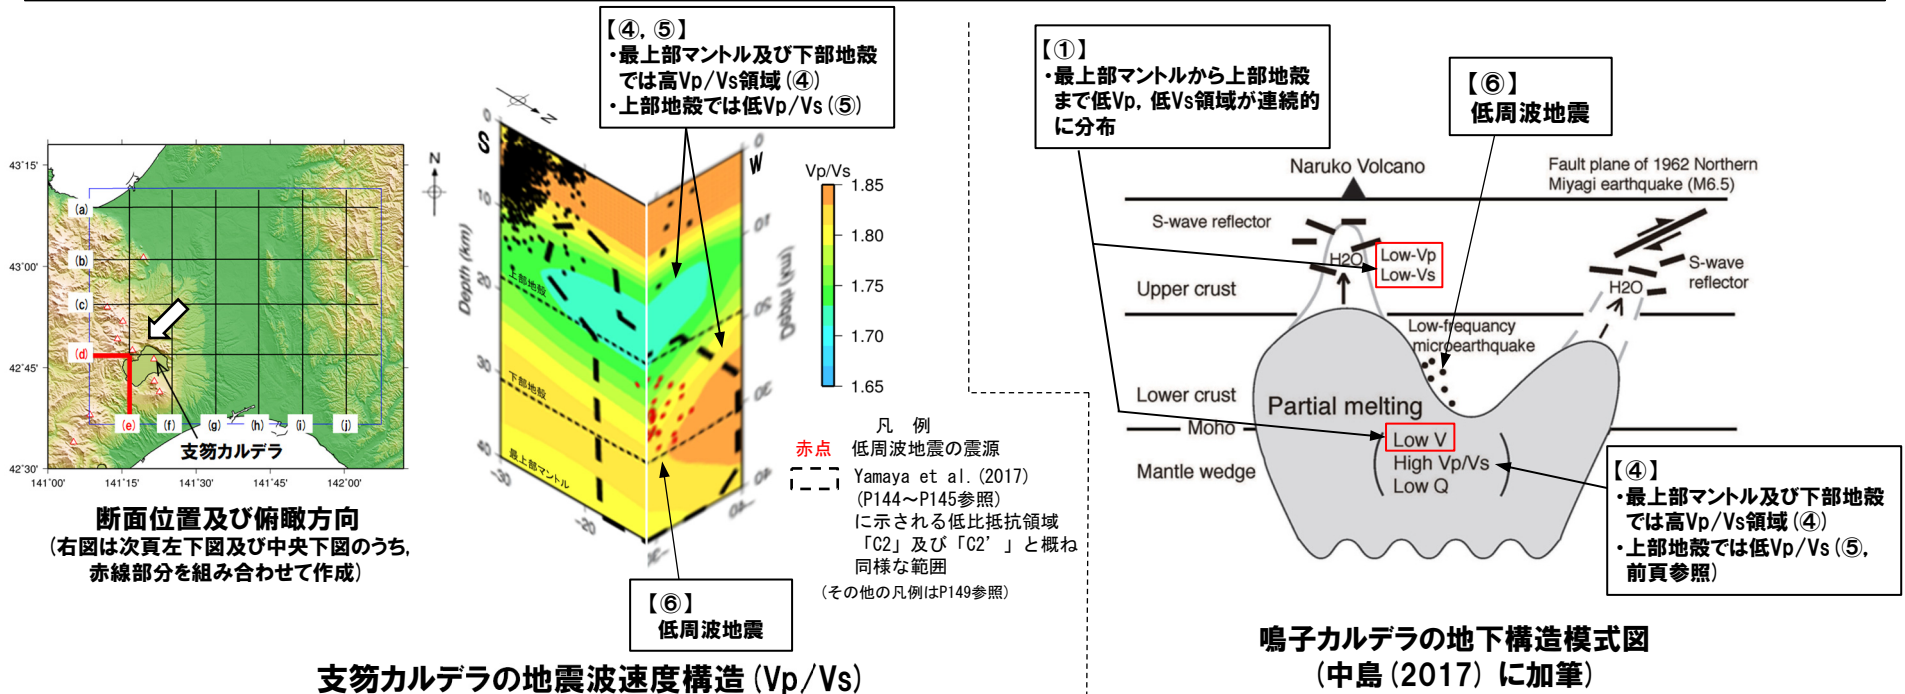 【④，⑤】
・最上部マントル及び下部地殻
では高Vp/Vs領域(④)
・上部地殻では低Vp/Vs(⑤)
43°15'
43°00'
42°45'
42°30'
141°00'
141°15'
141°30'
141°45'
142°00'
(a)
(b)
(c)
(d)
(e)
(f)
(g)
(h)
(i)
(j)
N
支笏カルデラ
断面位置及び俯瞰方向
(右図は次頁左下図及び中央下図のうち,
赤線部分を組み合わせて作成)
N
S
W
0
10
20
30
40
Depth (km)
-30
-20
0
10
20
30
40
Depth (km)
-40
上部地殻
下部地殻
最上部マントル
Vp/Vs
1.85
1.80
1.75
1.70
1.65
凡 例
赤点 低周波地震の震源
Yamaya et al.(2017)
(P144～P145参照)
に示される低比抵抗領域
「C2」及び「C2’」と概ね
同様な範囲
(その他の凡例はP149参照)
【⑥】
低周波地震
支笏カルデラの地震波速度構造(Vp/Vs)
【①】
・最上部マントルから上部地殻
まで低Vp，低Vs領域が連続的
に分布
【⑥】
低周波地震
Naruko Volcano
Fault plane of 1962 Northern
Miyagi earthquake (M6.5)
S-wave reflector
H2O
Low-Vp
Low-Vs
S-wave
reflector
H2O
Upper crust
Low-frequancy
microearthquake
Lower crust
Partial melting
Moho
Low V
High Vp/Vs
Low Q
Mantle wedge
【④】
・最上部マントル及び下部地殻
では高Vp/Vs領域(④)
・上部地殻では低Vp/Vs(⑤,
前頁参照)
鳴子カルデラの地下構造模式図
(中島(2017) に加筆)